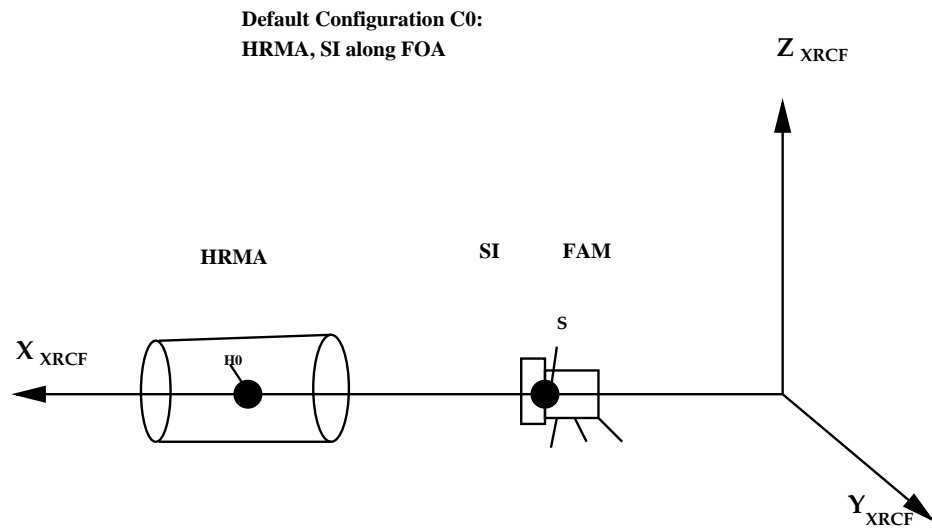 Default Configuration C0:
HRMA, SI along FOA
Z XRCF
HRMA
SI
FAM
S
X XRCF
H0
Y XRCF